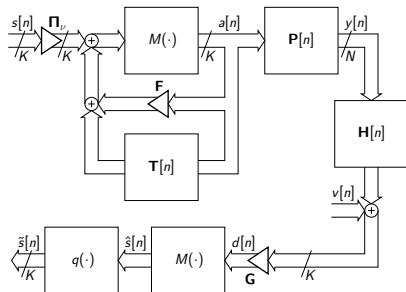 s[n] Π_ν M(·) a[n] P[n] y[n]
K K K N
F
T[n] H[n]
v[n]
s̃[n] q(·) ŝ[n] M(·) d[n]
K K K
G